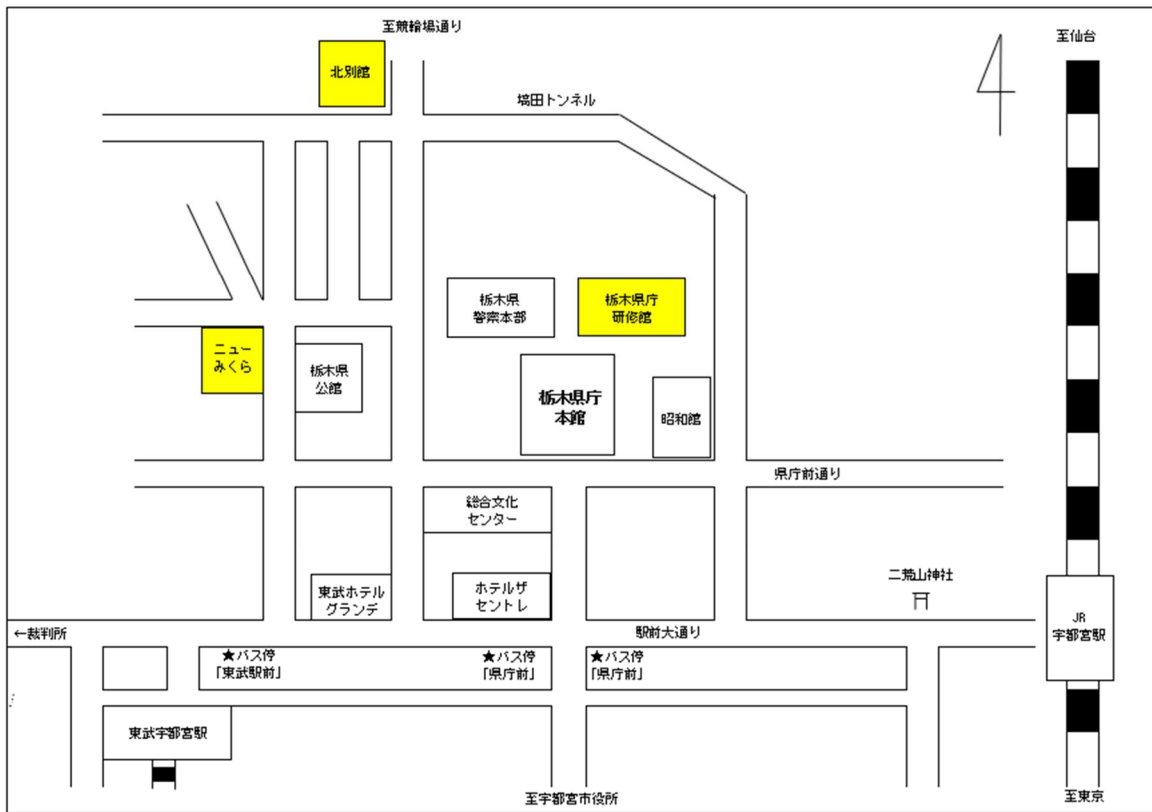 至競輪場通り
至仙台
北別館
塙田トンネル
栃木県
警察本部
栃木県庁
研修館
ニュー
みくら
栃木県
公館
栃木県庁
本館
昭和館
県庁前通り
総合文化
センター
二荒山神社
東武ホテル
グランデ
ホテルザ
セントレ
JR
宇都宮駅
←裁判所
駅前大通り
★バス停
「東武駅前」
★バス停
「県庁前」
★バス停
「県庁前」
東武宇都宮駅
至宇都宮市役所
至東京